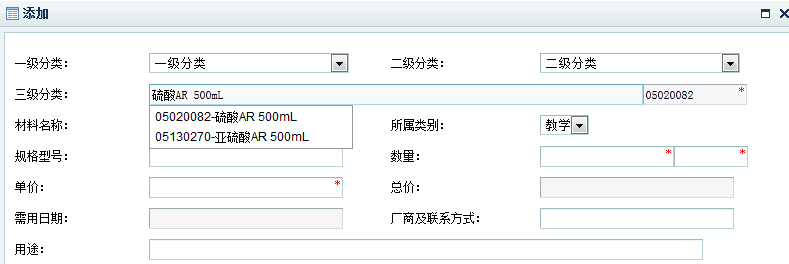 添加
一级分类： 一级分类 二级分类： 二级分类
三级分类： 硫酸AR 500mL 05020082 *
05020082-硫酸AR 500mL
材料名称： 所属类别： 教学
05130270-亚硫酸AR 500mL
规格型号： 数量： * *
单价： * 总价：
需用日期： 厂商及联系方式：
用途：